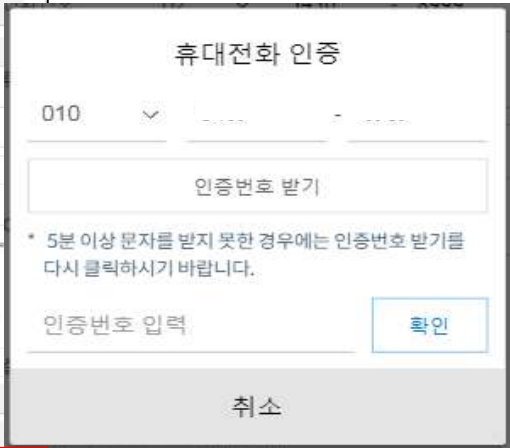 휴대전화 인증
010 -
인증번호 받기
* 5분 이상 문자를 받지 못한 경우에는 인증번호 받기를
다시 클릭하시기 바랍니다.
인증번호 입력 확인
취소